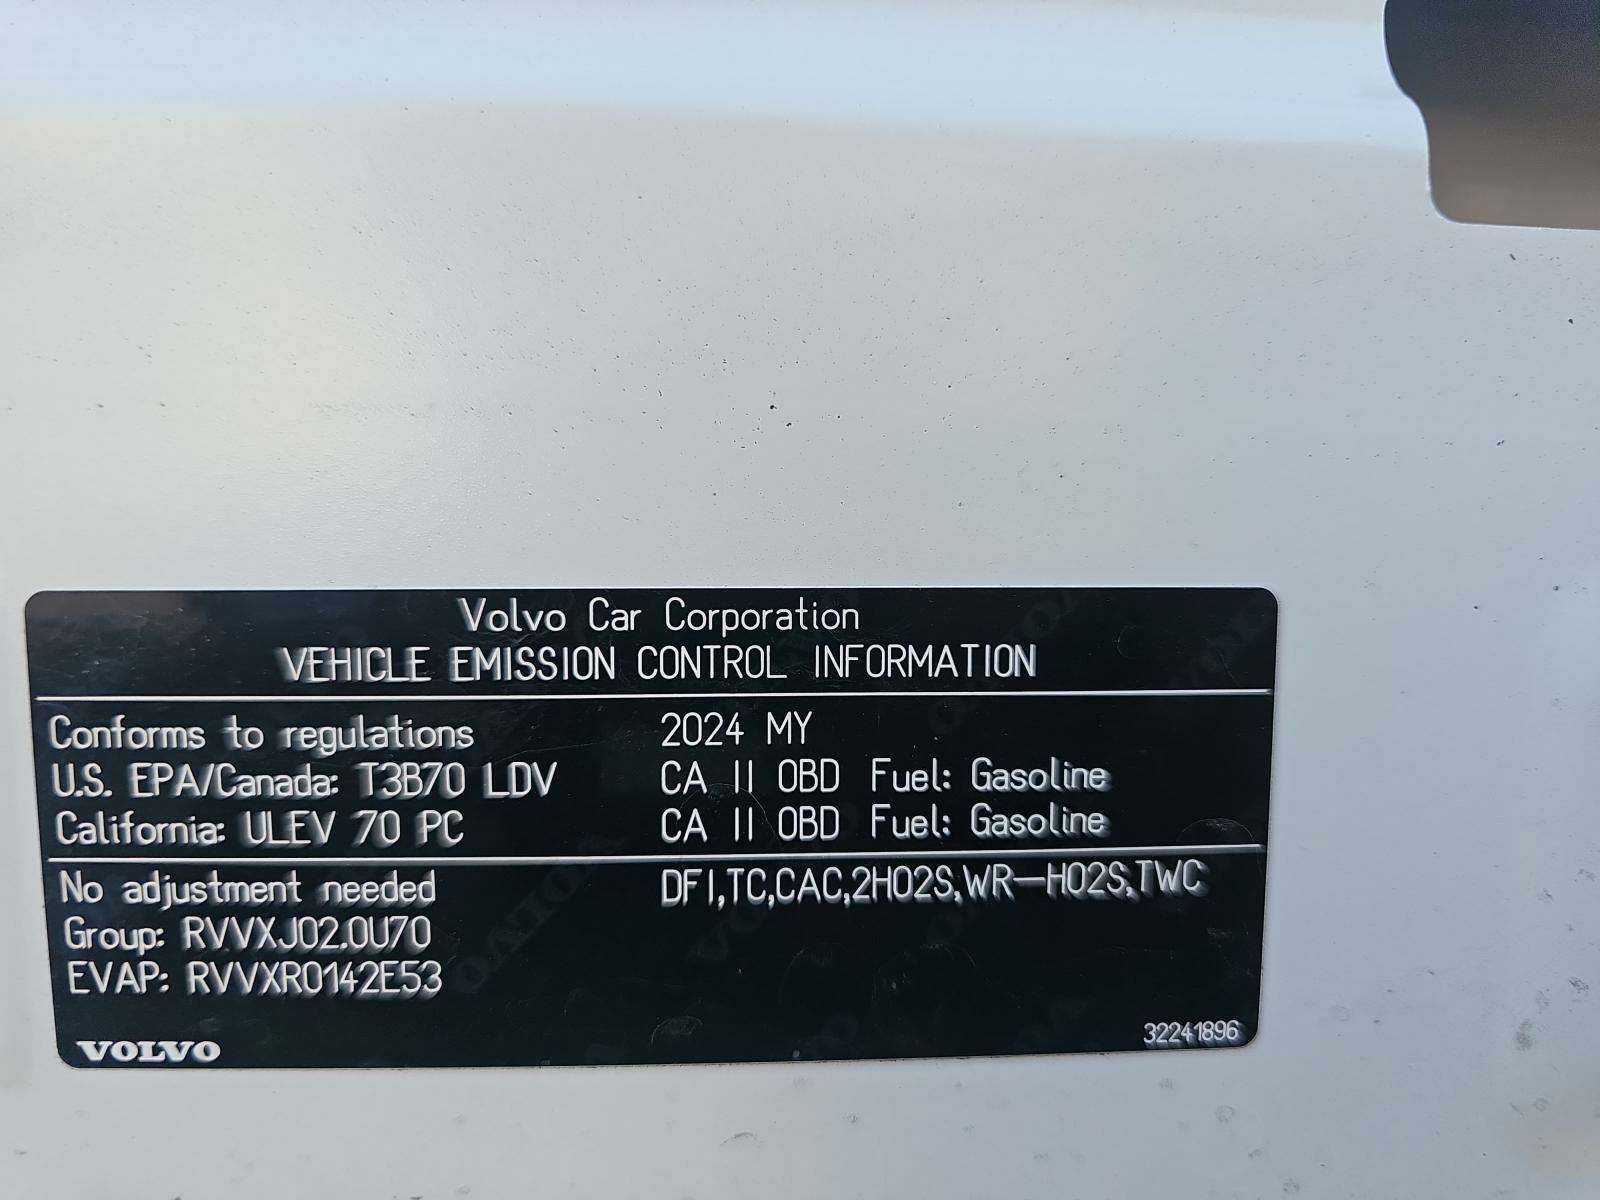 Volvo Car Corporation
VEHICLE EMISSION CONTROL INFORMATION
Conforms to regulations 2024 MY
U.S. EPA/Canada: T3B70 LDV CA II OBD Fuel: Gasoline
California: ULEV 70 PC CA II OBD Fuel: Gasoline
No adjustment needed DFI,TC,CAC,2HO2S,WR-HO2S,TWC
Group: RVVXJ02.0U70
EVAP: RVVXR0142E53
VOLVO 32241896